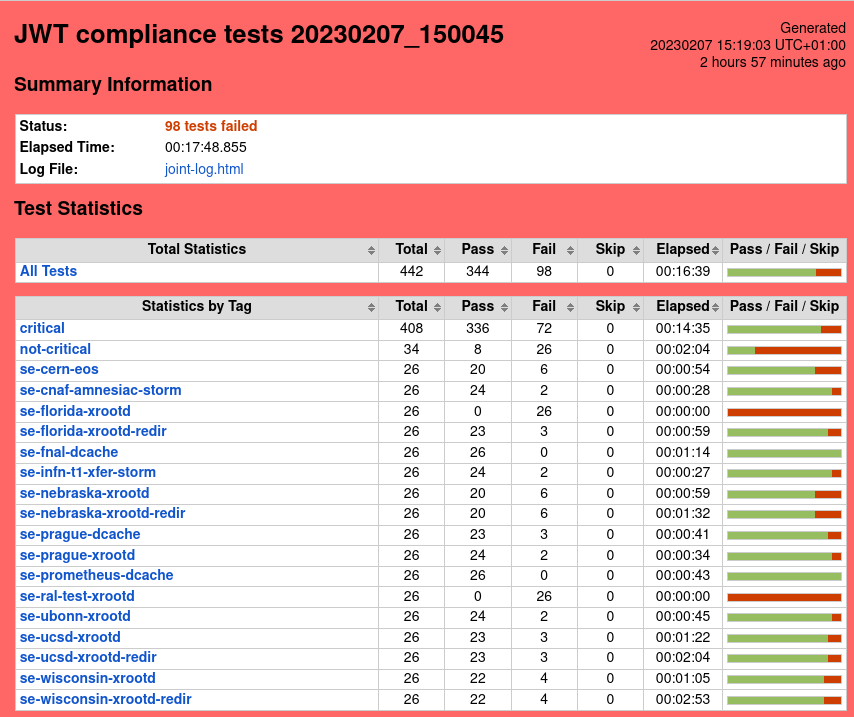 JWT compliance tests 20230207_150045
Generated
20230207 15:19:03 UTC+01:00
2 hours 57 minutes ago
Summary Information
Status: 98 tests failed
Elapsed Time: 00:17:48.855
Log File: joint-log.html
Test Statistics
Total Statistics Total Pass Fail Skip Elapsed Pass / Fail / Skip
All Tests 442 344 98 0 00:16:39
Statistics by Tag Total Pass Fail Skip Elapsed Pass / Fail / Skip
critical 408 336 72 0 00:14:35
not-critical 34 8 26 0 00:02:04
se-cern-eos 26 20 6 0 00:00:54
se-cnaf-amnesiac-storm 26 24 2 0 00:00:28
se-florida-xrootd 26 0 26 0 00:00:00
se-florida-xrootd-redir 26 23 3 0 00:00:59
se-fnal-dcache 26 26 0 0 00:01:14
se-infn-t1-xfer-storm 26 24 2 0 00:00:27
se-nebraska-xrootd 26 20 6 0 00:00:59
se-nebraska-xrootd-redir 26 20 6 0 00:01:32
se-prague-dcache 26 23 3 0 00:00:41
se-prague-xrootd 26 24 2 0 00:00:34
se-prometheus-dcache 26 26 0 0 00:00:43
se-ral-test-xrootd 26 0 26 0 00:00:00
se-ubonn-xrootd 26 24 2 0 00:00:45
se-ucsd-xrootd 26 23 3 0 00:01:22
se-ucsd-xrootd-redir 26 23 3 0 00:02:04
se-wisconsin-xrootd 26 22 4 0 00:01:05
se-wisconsin-xrootd-redir 26 22 4 0 00:02:53